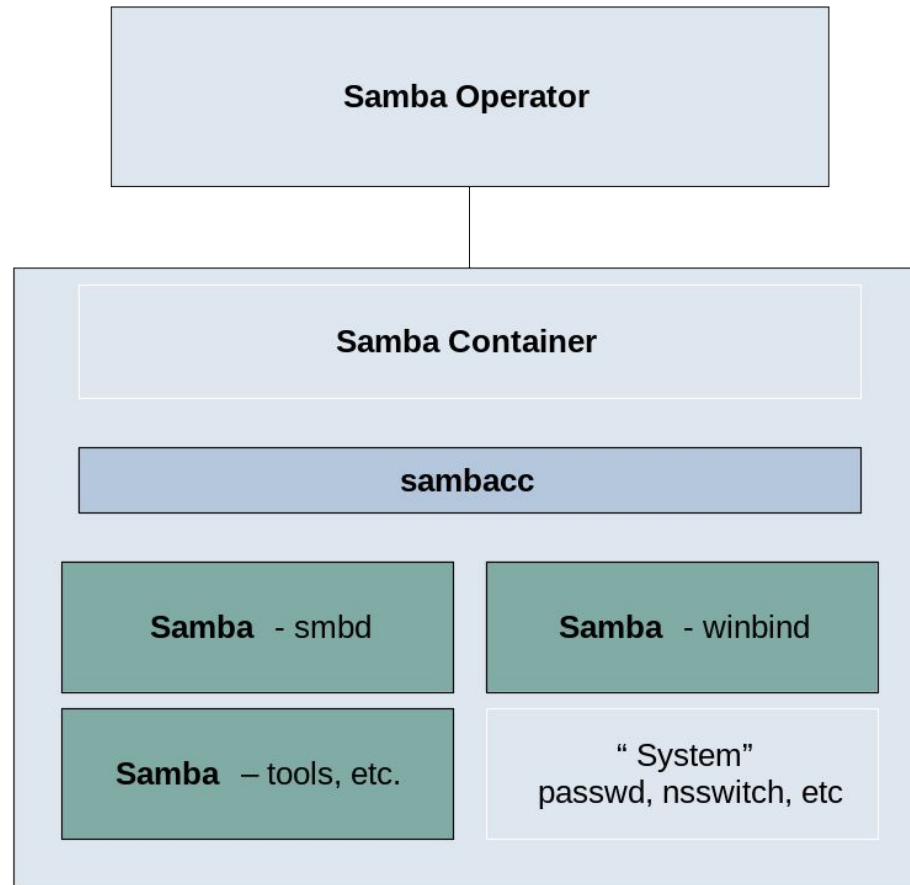 Samba Operator
Samba Container
sambacc
Samba - smbd
Samba - winbind
Samba – tools, etc.
“ System”
passwd, nsswitch, etc